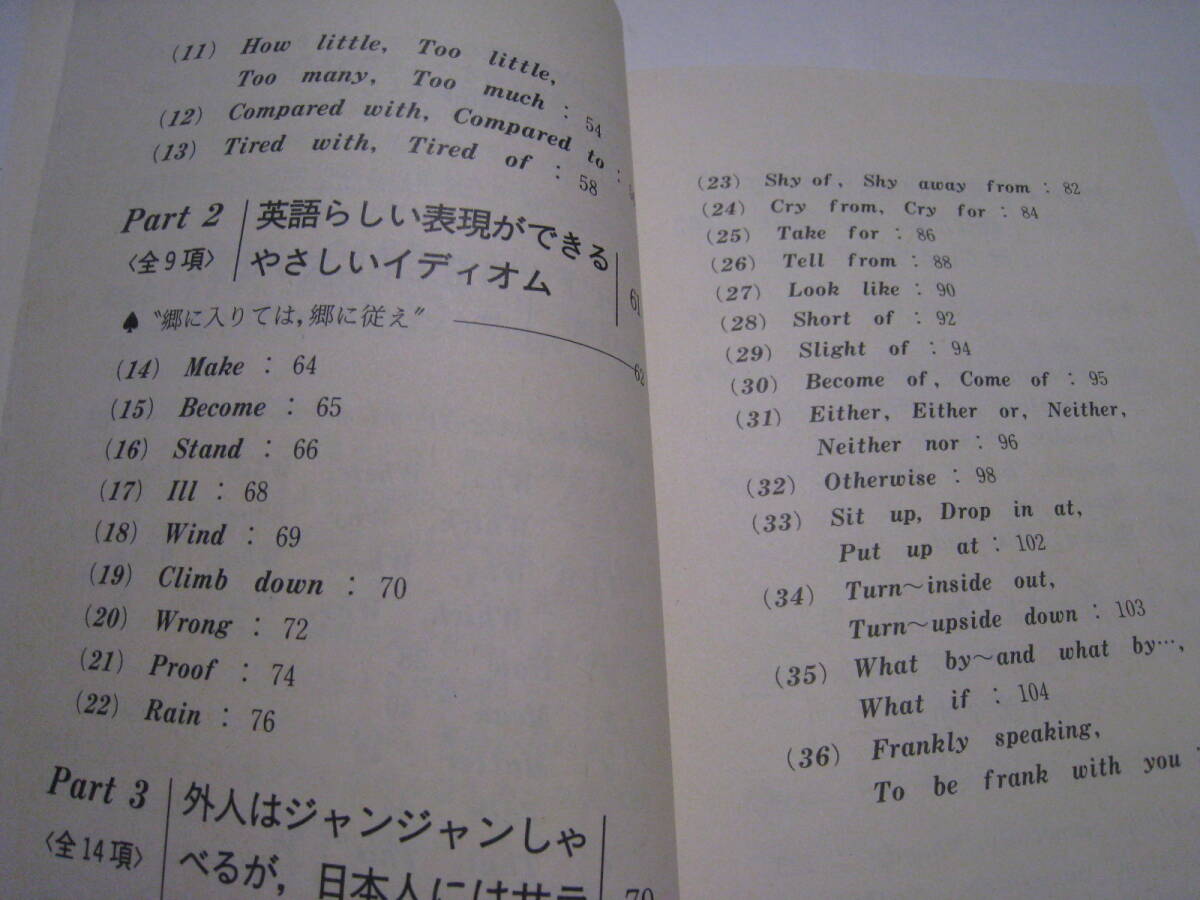 (11) How little, Too little,
Too many, Too much : 54
(12) Compared with, Compared to :
(13) Tired with, Tired of : 58
Part 2
〈全9項〉
英語らしい表現ができる
やさしいイディオム
61
♠ "郷に入りては,郷に従え" 62
(14) Make : 64
(15) Become : 65
(16) Stand : 66
(17) Ill : 68
(18) Wind : 69
(19) Climb down : 70
(20) Wrong : 72
(21) Proof : 74
(22) Rain : 76
Part 3
〈全14項〉
外人はジャンジャンしゃ
べるが,日本人にはサラ
79
(23) Shy of, Shy away from : 82
(24) Cry from, Cry for : 84
(25) Take for : 86
(26) Tell from : 88
(27) Look like : 90
(28) Short of : 92
(29) Slight of : 94
(30) Become of, Come of : 95
(31) Either, Either or, Neither,
Neither nor : 96
(32) Otherwise : 98
(33) Sit up, Drop in at,
Put up at : 102
(34) Turn～inside out,
Turn～upside down : 103
(35) What by～and what by…,
What if : 104
(36) Frankly speaking,
To be frank with you